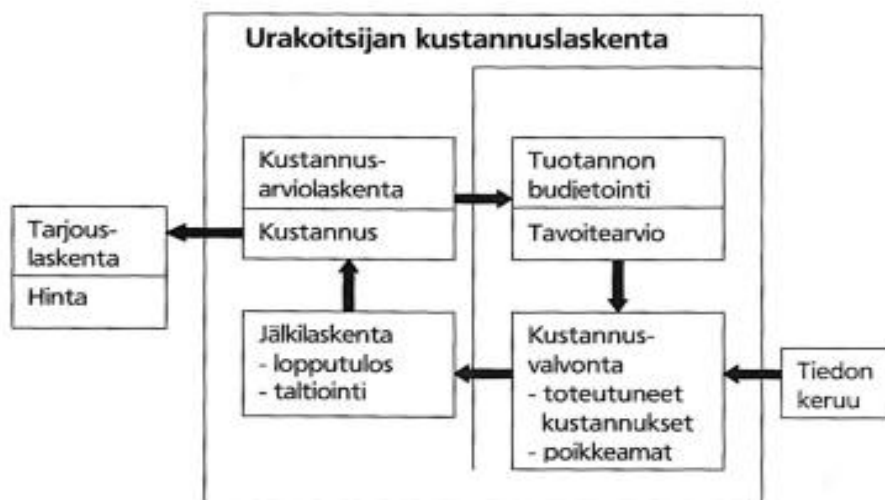 Urakoitsijan kustannuslaskenta
Kustannus-
arviolaskenta
Kustannus
Tuotannon
budjetointi
Tavoitearvio
Tarjous-
laskenta
Hinta
Jälkilaskenta
- lopputulos
- taltiointi
Kustannus-
valvonta
- toteutuneet
kustannukset
- poikkeamat
Tiedon
keruu